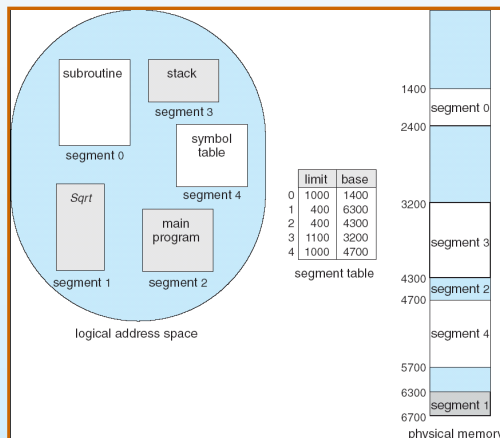 subroutine
segment 0
stack
segment 3
symbol
table
segment 4
Sqrt
segment 1
main
program
segment 2
logical address space
limit base
0 1000 1400
1 400 6300
2 400 4300
3 1100 3200
4 1000 4700
segment table
1400
segment 0
2400
3200
segment 3
4300
segment 2
4700
segment 4
5700
6300
segment 1
6700
physical memory